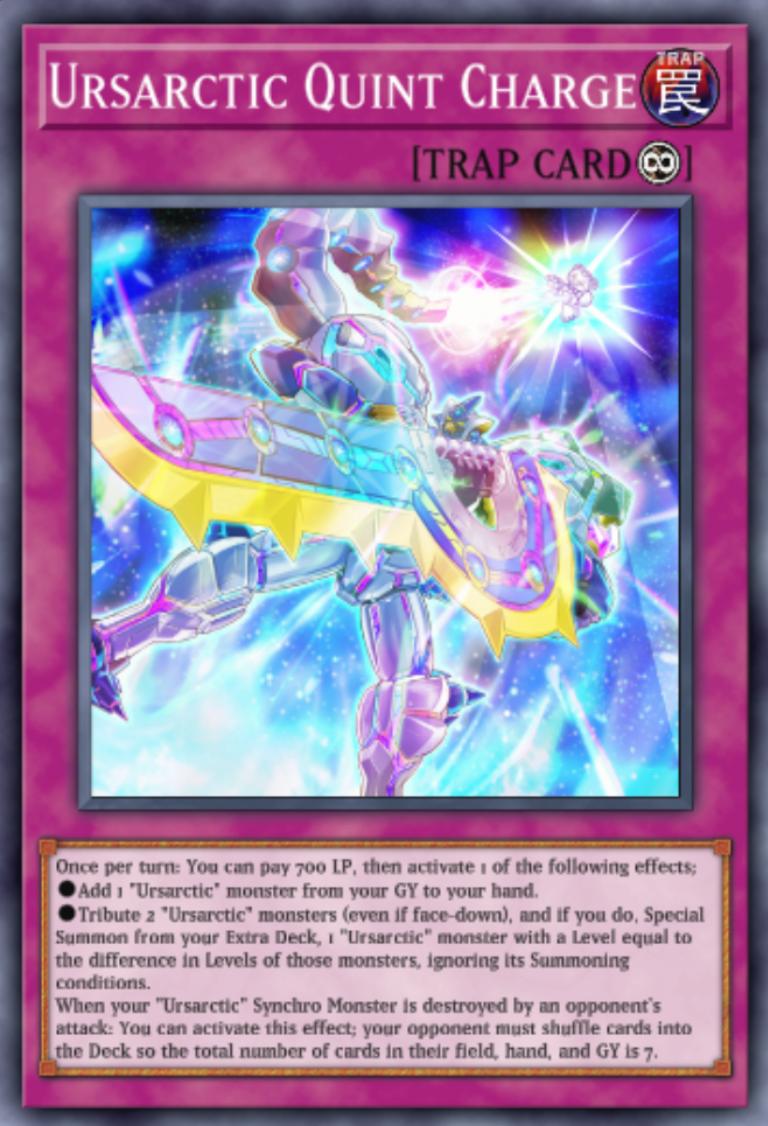 URSARCTIC QUINT CHARGE
TRAP
罠
[TRAP CARD]
Once per turn: You can pay 700 LP, then activate 1 of the following effects;
●Add 1 "Ursarctic" monster from your GY to your hand.
●Tribute 2 "Ursarctic" monsters (even if face-down), and if you do, Special
Summon from your Extra Deck, 1 "Ursarctic" monster with a Level equal to
the difference in Levels of those monsters, ignoring its Summoning
conditions.
When your "Ursarctic" Synchro Monster is destroyed by an opponent's
attack: You can activate this effect; your opponent must shuffle cards into
the Deck so the total number of cards in their field, hand, and GY is 7.